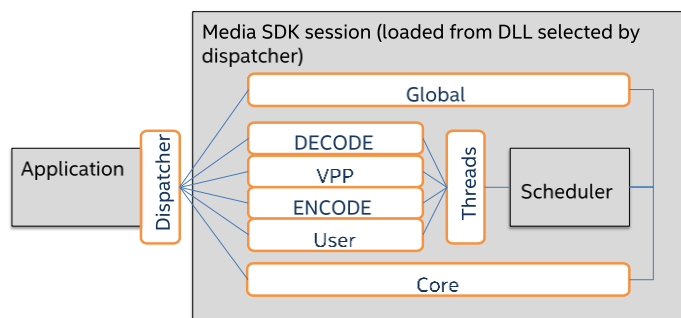 Media SDK session (loaded from DLL selected by
dispatcher)
Global
Application
Dispatcher
DECODE
VPP
ENCODE
User
Threads
Scheduler
Core